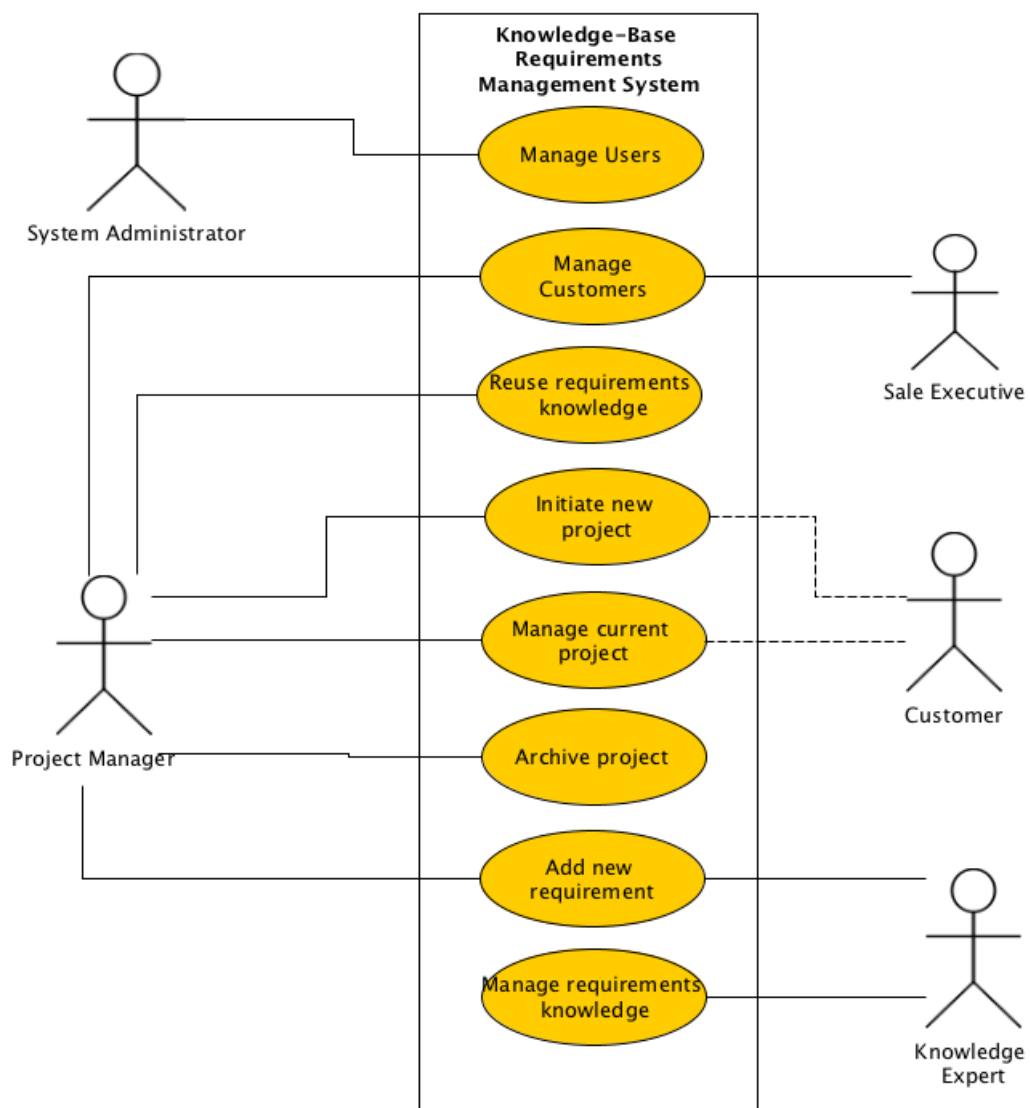 Knowledge-Base
Requirements
Management System
Manage Users
System Administrator
Manage
Customers
Sale Executive
Reuse requirements
knowledge
Initiate new
project
Manage current
project
Customer
Project Manager
Archive project
Add new
requirement
Manage requirements
knowledge
Knowledge
Expert